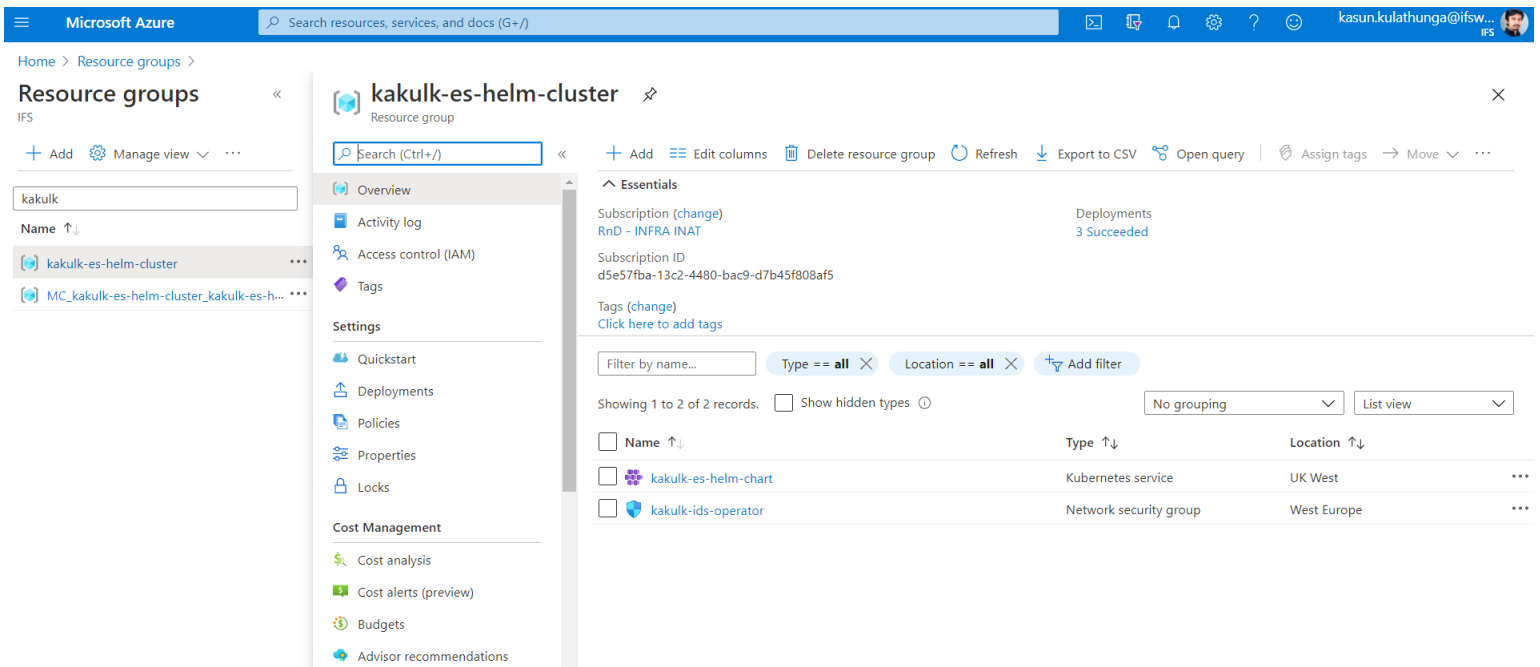 Microsoft Azure
Search resources, services, and docs (G+/)
kasun.kulathunga@ifsw...
IFS
Home > Resource groups >
Resource groups
IFS
Add
Manage view
kakulk
Name
kakulk-es-helm-cluster
MC_kakulk-es-helm-cluster_kakulk-es-h...
kakulk-es-helm-cluster
Resource group
Search (Ctrl+/)
Overview
Activity log
Access control (IAM)
Tags
Settings
Quickstart
Deployments
Policies
Properties
Locks
Cost Management
Cost analysis
Cost alerts (preview)
Budgets
Advisor recommendations
Add
Edit columns
Delete resource group
Refresh
Export to CSV
Open query
Assign tags
Move
Essentials
Subscription (change)
RnD - INFRA INAT
Subscription ID
d5e57fba-13c2-4480-bac9-d7b45f808af5
Tags (change)
Click here to add tags
Deployments
3 Succeeded
Filter by name...
Type == all
Location == all
Add filter
Showing 1 to 2 of 2 records.
Show hidden types
No grouping
List view
Name Type Location
kakulk-es-helm-chart Kubernetes service UK West
kakulk-ids-operator Network security group West Europe